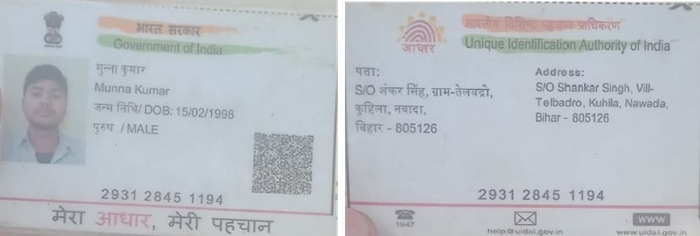 भारत सरकार
Government of India
मुन्ना कुमार
Munna Kumar
जन्म तिथि/ DOB: 15/02/1998
पुरुष / MALE
2931 2845 1194
मेरा आधार, मेरी पहचान
भारतीय विशिष्ट पहचान प्राधिकरण
आधार
Unique Identification Authority of India
पता:
S/O शंकर सिंह, ग्राम-तेलबद्रो,
कुहिला, नवादा,
बिहार - 805126
Address:
S/O Shankar Singh, Vill-
Telbadro, Kuhila, Nawada,
Bihar - 805126
2931 2845 1194
1947
help@uidai.gov.in
WWW
www.uidai.gov.in